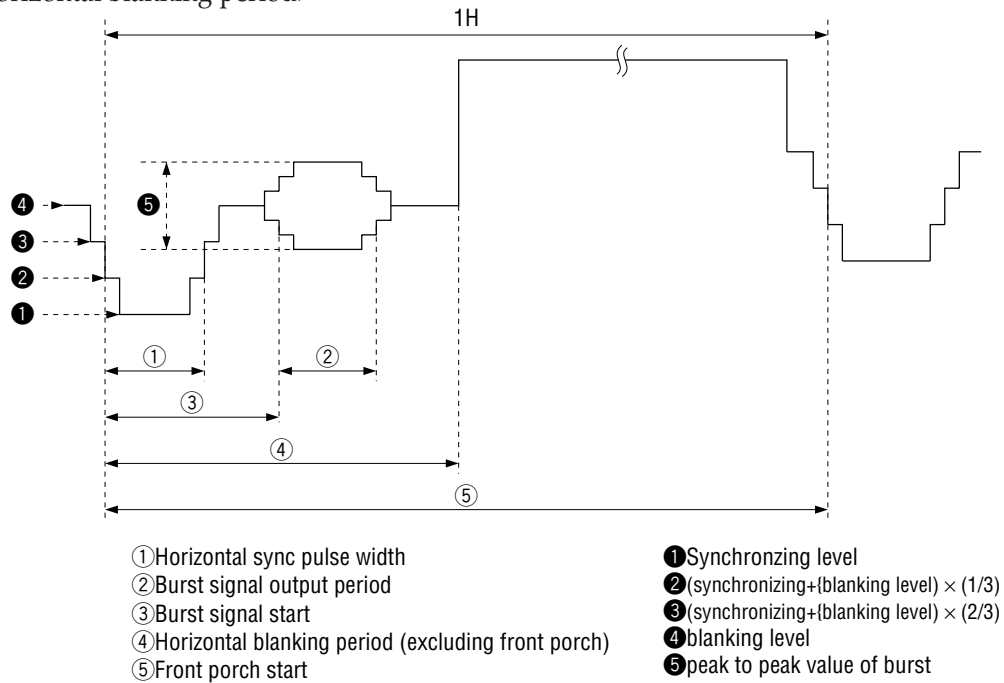 orizontal blanking period.
1H
❹
❺
❸
❷
❶
①
②
③
④
⑤
①Horizontal sync pulse width
②Burst signal output period
③Burst signal start
④Horizontal blanking period (excluding front porch)
⑤Front porch start
❶Synchronzing level
❷(synchronizing+{blanking level) × (1/3)
❸(synchronizing+{blanking level) × (2/3)
❹blanking level
❺peak to peak value of burst